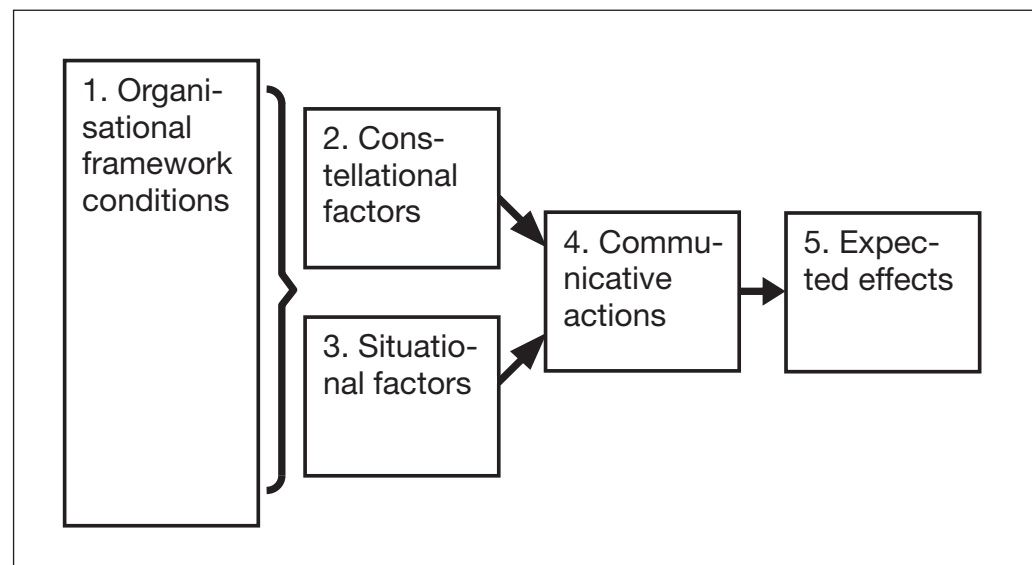 1. Organi-
sational
framework
conditions
2. Cons-
tellational
factors
3. Situatio-
nal factors
4. Commu-
nicative
actions
5. Expec-
ted effects